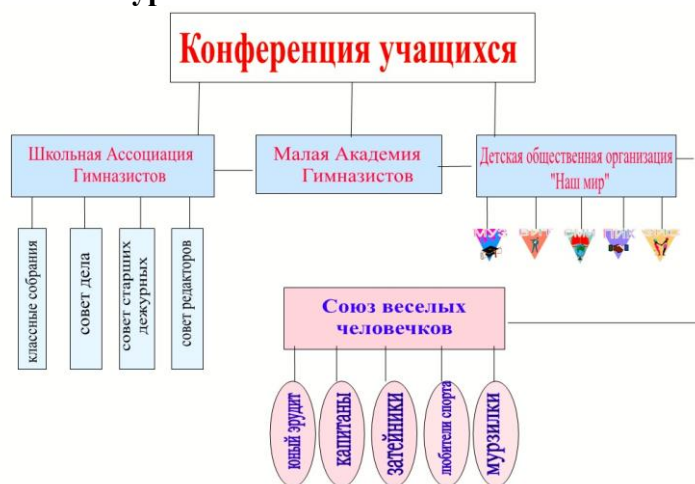 Конференция учащихся
Школьная Ассоциация
Гимназистов
Малая Академия
Гимназистов
Детская общественная организация
"Наш мир"
классные собрания
совет дела
совет старших
дежурных
совет редакторов
Союз веселых
человечков
юный эрудит
капитаны
затейники
любители спорта
мурзилки